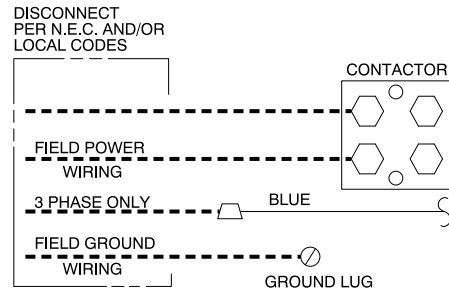 DISCONNECT
PER N.E.C. AND/OR
LOCAL CODES
CONTACTOR
FIELD POWER
WIRING
3 PHASE ONLY
BLUE
FIELD GROUND
WIRING
GROUND LUG